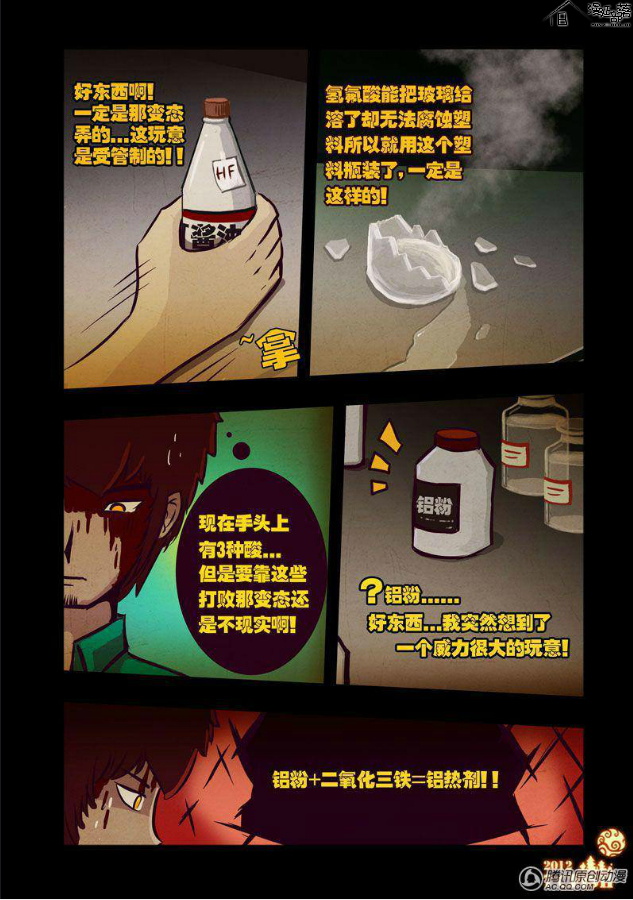 漫画部落
好东西啊!
一定是那变态
弄的...这玩意
是受管制的!!
HF
酱油
~拿
氢氟酸能把玻璃给
溶了却无法腐蚀塑
料所以就用这个塑
料瓶装了,一定是
这样的!
现在手头上
有3种酸...
但是要靠这些
打败那变态还
是不现实啊!
铝粉
?铝粉......
好东西...我突然想到了
一个威力很大的玩意!
铝粉+二氧化三铁=铝热剂!!
2012
腾讯原创动漫
AC.QQ.COM